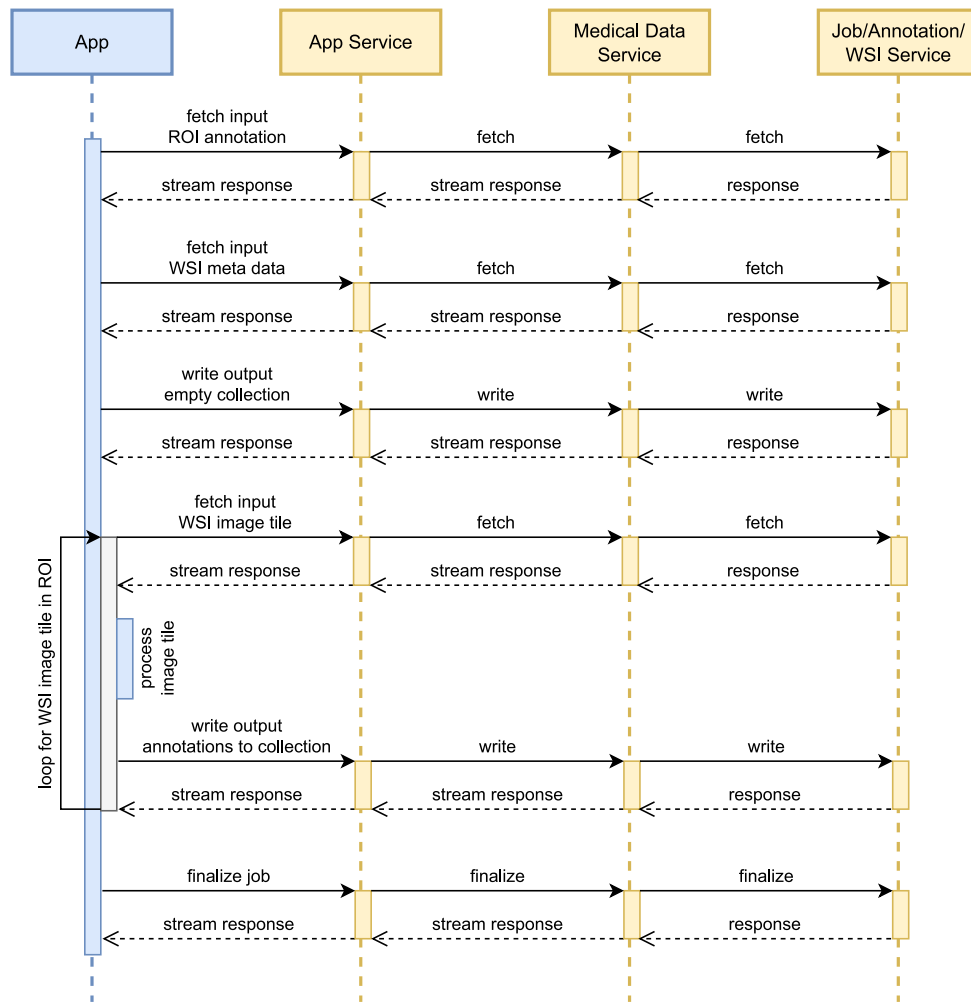 App
App Service
Medical Data
Service
Job/Annotation/
WSI Service
fetch input
ROI annotation
fetch
fetch
stream response
stream response
response
fetch input
WSI meta data
fetch
fetch
stream response
stream response
response
write output
empty collection
write
write
stream response
stream response
response
fetch input
WSI image tile
fetch
fetch
stream response
stream response
response
loop for WSI image tile in ROI
process
image tile
write output
annotations to collection
write
write
stream response
stream response
response
finalize job
finalize
finalize
stream response
stream response
response